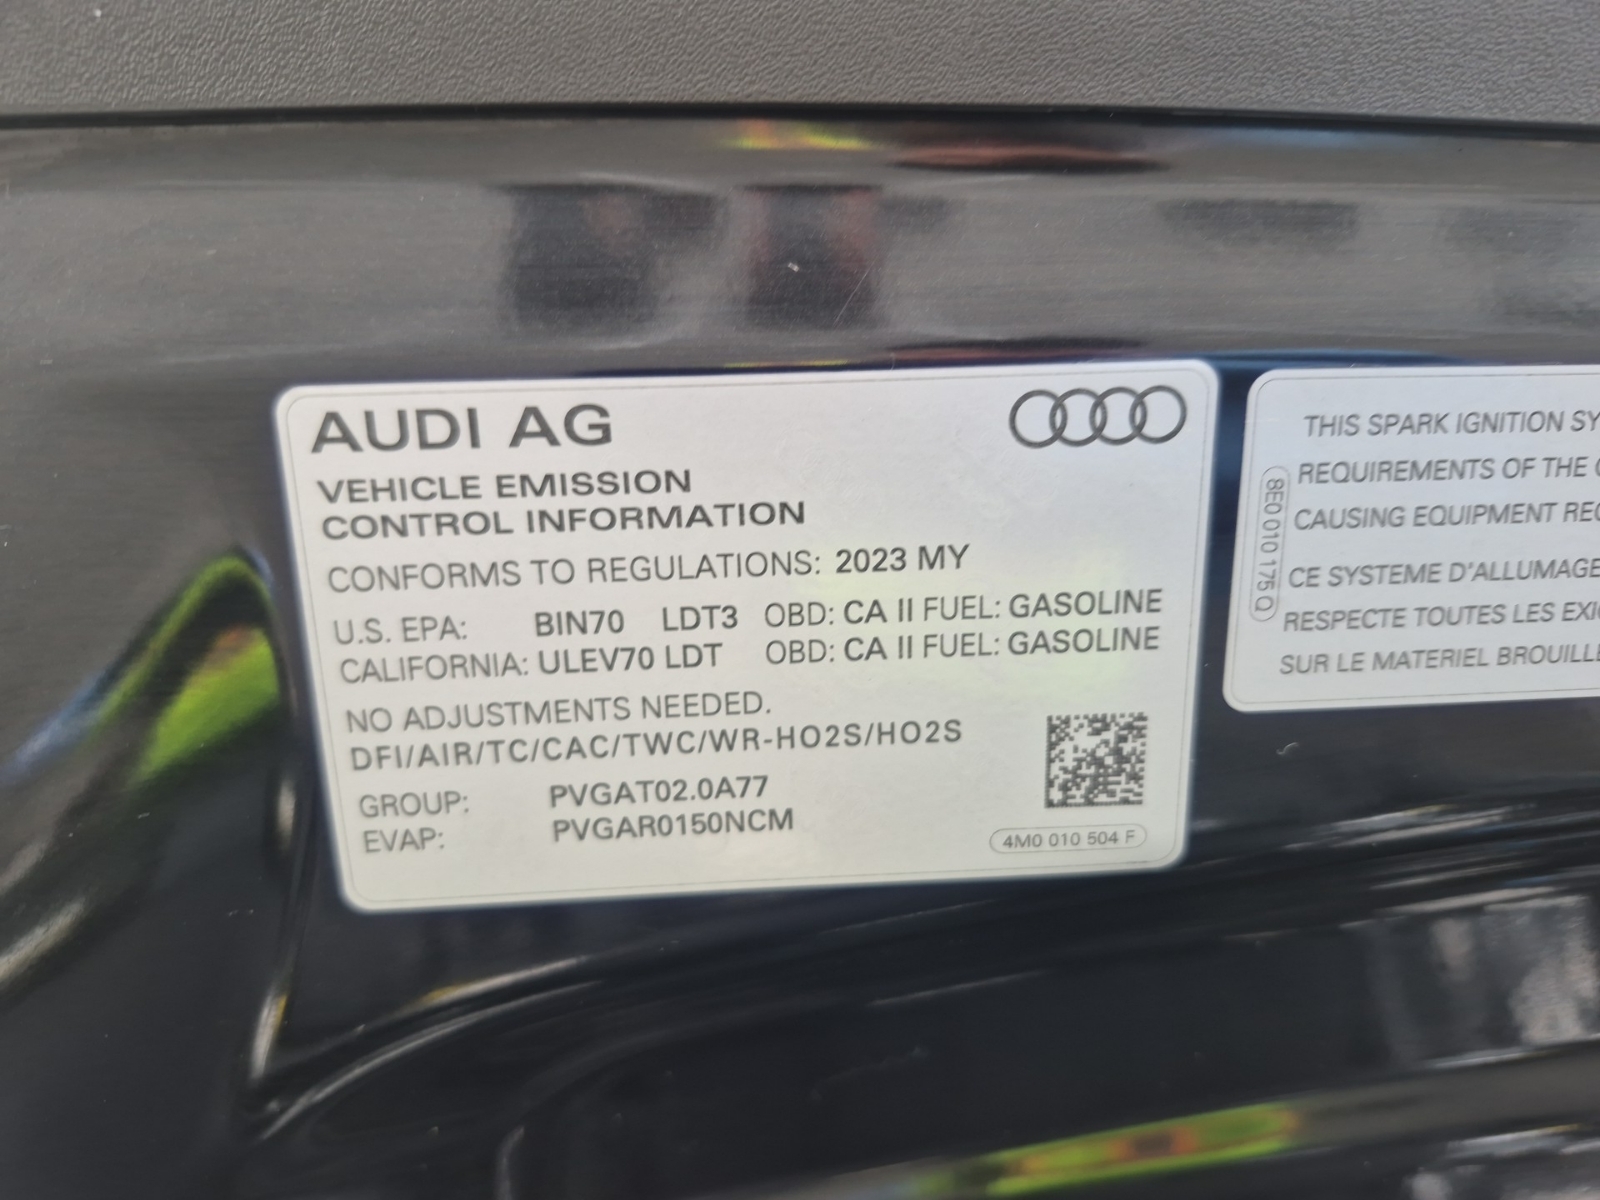 AUDI AG
VEHICLE EMISSION
CONTROL INFORMATION
CONFORMS TO REGULATIONS: 2023 MY
U.S. EPA: BIN70 LDT3 OBD: CA II FUEL: GASOLINE
CALIFORNIA: ULEV70 LDT OBD: CA II FUEL: GASOLINE
NO ADJUSTMENTS NEEDED.
DFI/AIR/TC/CAC/TWC/WR-HO2S/HO2S
GROUP: PVGAT02.0A77
EVAP: PVGAR0150NCM
4M0 010 504 F
8E0 010 175 Q
THIS SPARK IGNITION SY
REQUIREMENTS OF THE
CAUSING EQUIPMENT REG
CE SYSTEME D'ALLUMAGE
RESPECTE TOUTES LES EXI
SUR LE MATERIEL BROUILLE